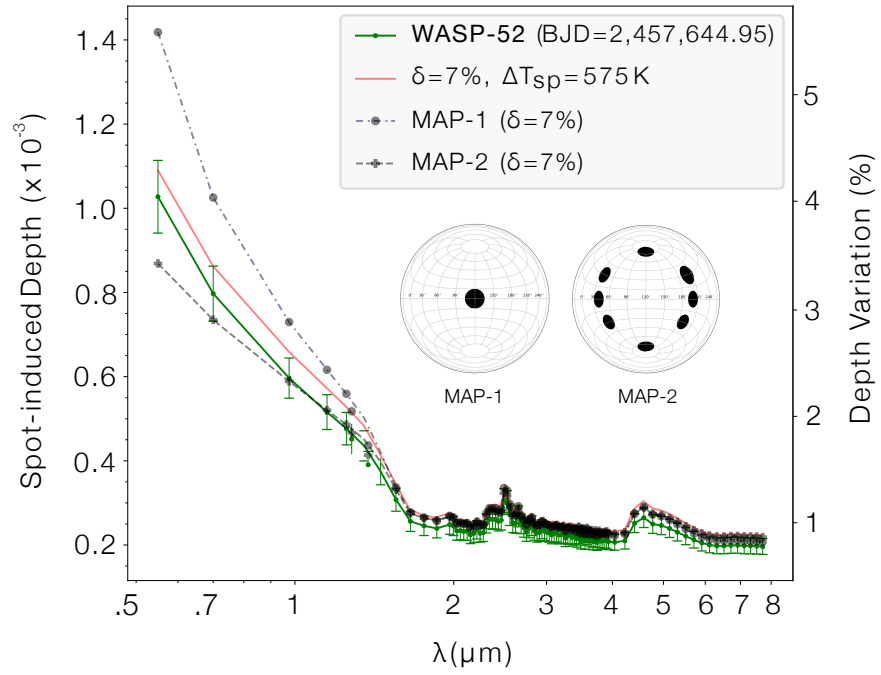 WASP-52 (BJD=2,457,644.95)
δ=7%, ΔTsp=575K
MAP-1 (δ=7%)
MAP-2 (δ=7%)
Spot-induced Depth (x10⁻³)
1.4
1.2
1.0
0.8
0.6
0.4
0.2
Depth Variation (%)
5
4
3
2
1
MAP-1
MAP-2
.5 .7 1 2 3 4 5 6 7 8
λ(µm)